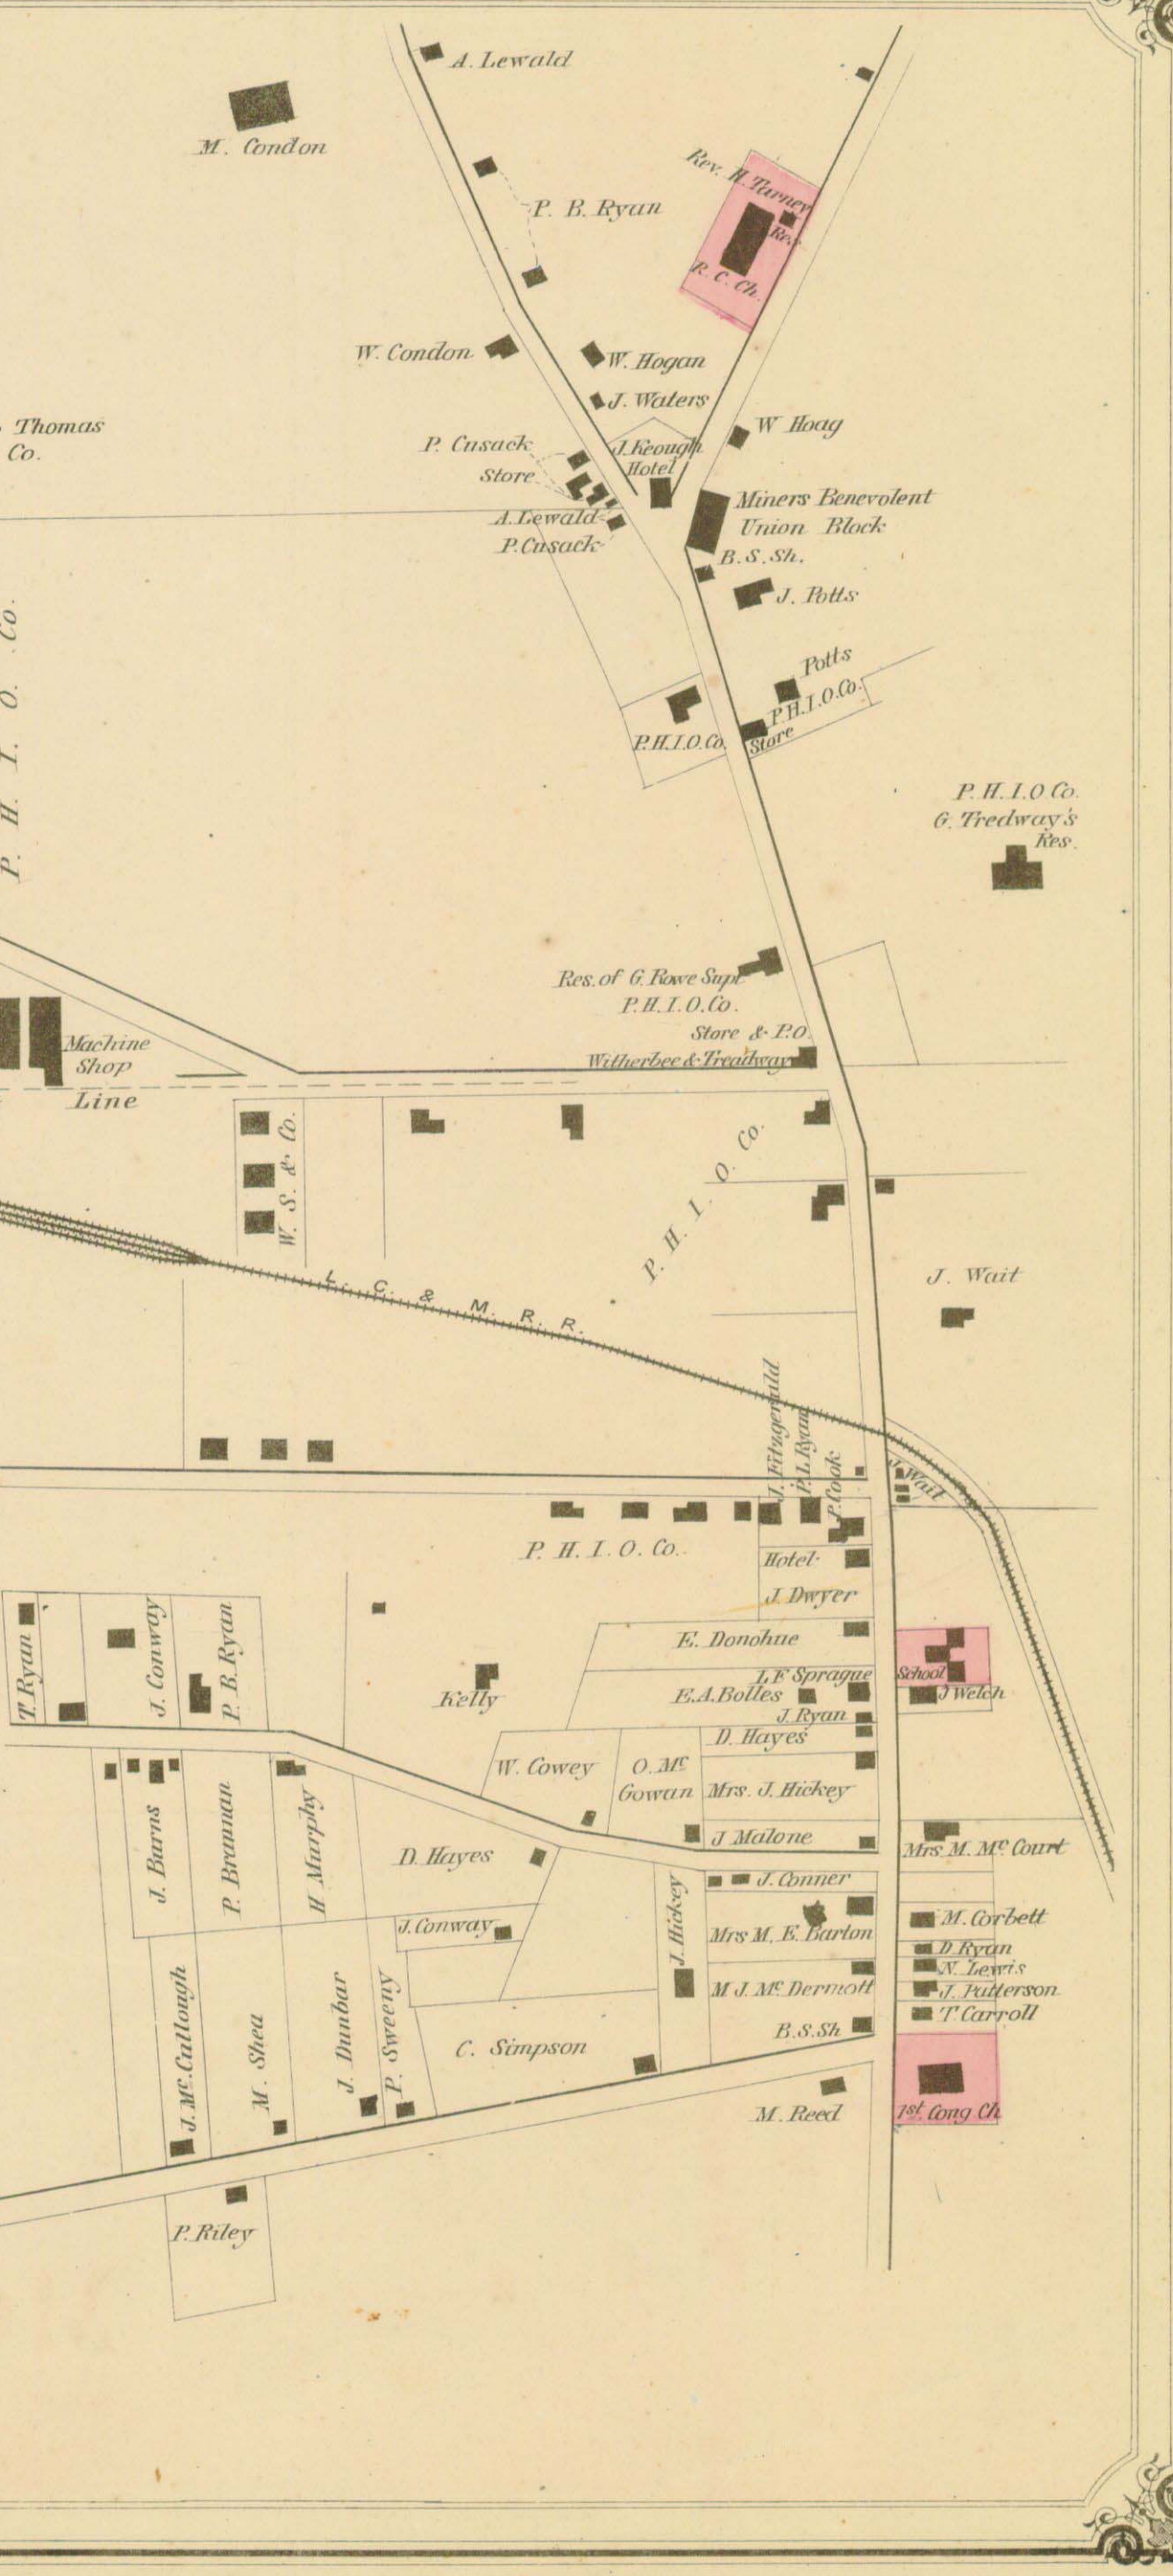 A. Lewald
M. Condon
P. B. Ryan
Rev. H. Tarney
Res.
R. C. Ch.
W. Condon
W. Hogan
J. Waters
Thomas
Co.
W Hoag
P. Cusack
Store
J. Keough
Hotel
A. Lewald
P. Cusack
Miners Benevolent
Union Block
B. S. Sh.
J. Potts
Potts
P.H.I.O.Co.
Store
P.H.I.O.Co.
P. H. I. O. Co.
P. H. I. O Co.
G. Tredway's
Res.
Res. of G. Rowe Supt
P.H.I.O.Co.
Store & P.O.
Witherbee & Treadway
Machine
Shop
Line
W. S. & Co.
P. H. I. O. Co.
L. C. & M. R. R.
J. Wait
J. Fitzgerald
P. L. Ryan
P. Cook
J. Wait
P. H. I. O. Co.
Hotel
J. Dwyer
E. Donohue
School
J Welch
L F Sprague
E. A. Bolles
J. Ryan
D. Hayes
T. Ryan
J. Conway
P. B. Ryan
Kelly
W. Cowey
O. Mc
Gowan
Mrs. J. Hickey
J Malone
Mrs. M. Mc Court
J. Burns
P. Brannan
H Murphy
D. Hayes
J. Conner
J. Hickey
Mrs M. E. Barton
M. Corbett
D. Ryan
N. Lewis
J. Patterson
T. Carroll
J. Conway
M J. Mc Dermott
B. S. Sh
J. Mc.Cullough
M. Shea
J. Dunbar
P. Sweeny
C. Simpson
M. Reed
1st. Cong Ch
P. Riley